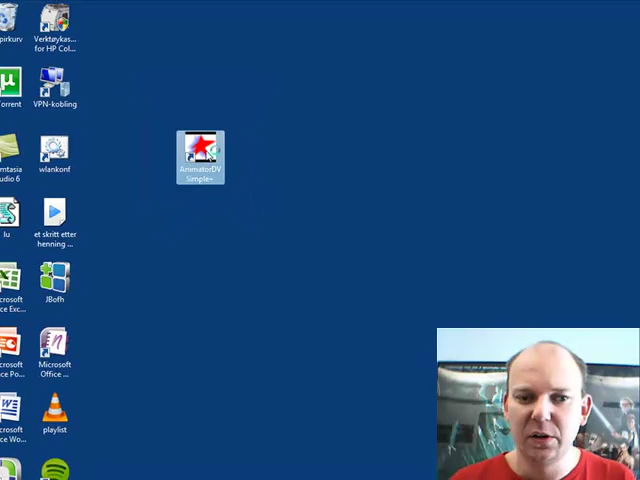 pirkurv
Verktøykas...
for HP Col...
µ
Torrent
VPN-kobling
mtasia
udio 6
wlankonf
lu
et skritt etter
henning ...
AnimatorDV
Simple+
crosoft
ce Exc...
JBofh
crosoft
ce Po...
Microsoft
Office ...
W
crosoft
ce Wo...
playlist